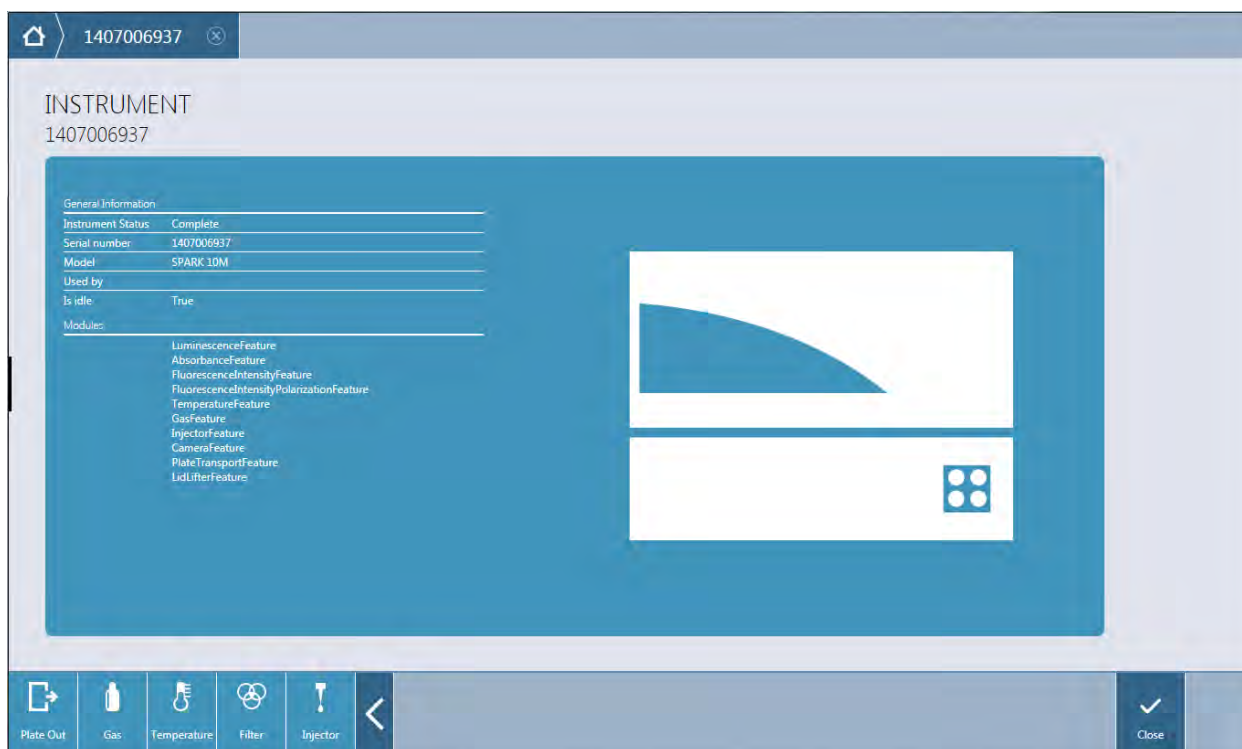 1407006937
INSTRUMENT
1407006937
General Information
Instrument Status Complete
Serial number 1407006937
Model SPARK 10M
Used by
Is idle True
Modules
LuminescenceFeature
AbsorbanceFeature
FluorescenceIntensityFeature
FluorescenceIntensityPolarizationFeature
TemperatureFeature
GasFeature
InjectorFeature
CameraFeature
PlateTransportFeature
LidLifterFeature
Plate Out Gas Temperature Filter Injector Close